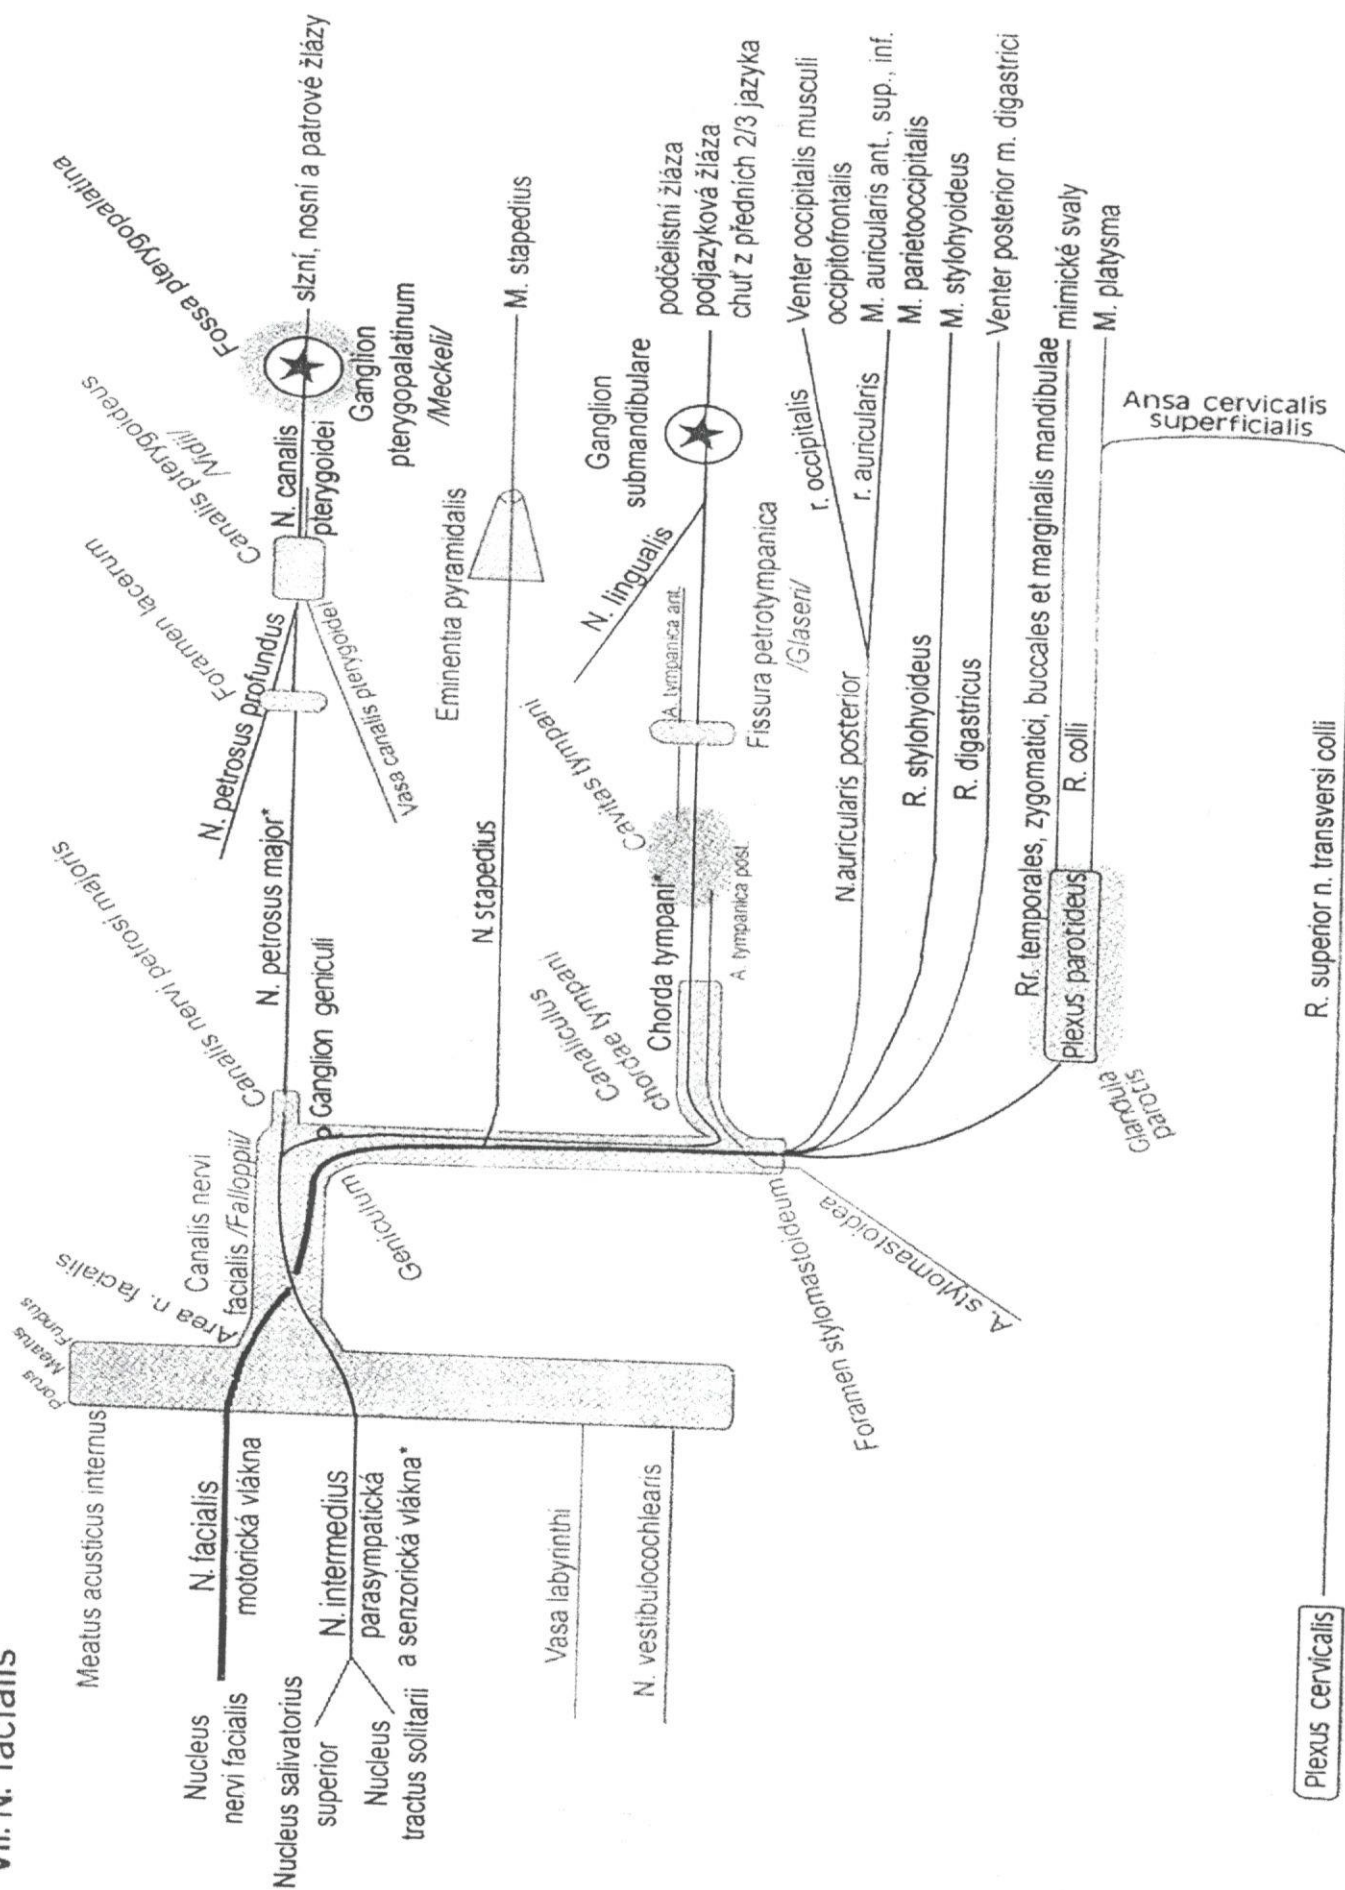 VII. N. facialis
Meatus acusticus internus
Porus
Meatus
Fundus
Area n. facialis
Nucleus
nervi facialis
N. facialis
motorická vlákna
Nucleus salivatorius
superior
Nucleus
tractus solitarii
N. intermedius
parasympatická
a senzorická vlákna*
Vasa labyrinthi
N. vestibulocochlearis
Canalis nervi
facialis /Falloppii/
Geniculum
Ganglion geniculi
Canalis nervi petrosi majoris
N. petrosus major*
N. petrosus profundus
Foramen lacerum
Vasa canalis pterygoidei
Canalis pterygoideus
/Vidii/
N. canalis
pterygoidei
Fossa pterygopalatina
Ganglion
pterygopalatinum
/Meckeli/
slzní, nosní a patrové žlázy
N. stapedius
Eminentia pyramidalis
M. stapedius
Canaliculus
chordae tympani
Chorda tympani*
A. tympanica post.
Cavitas tympani
A. tympanica ant.
Fissura petrotympanica
/Glaseri/
N. lingualis
Ganglion
submandibulare
podčelistní žláza
podjazyková žláza
chuť z předních 2/3 jazyka
Foramen stylomastoideum
A. stylomastoidea
N.auricularis posterior
r. occipitalis
Venter occipitalis musculi
occipitofrontalis
r. auricularis
M. auricularis ant., sup., inf.
M. parietooccipitalis
R. stylohyoideus
M. stylohyoideus
R. digastricus
Venter posterior m. digastrici
Glandula
parotis
Plexus parotideus
Rr. temporales, zygomatici, buccales et marginalis mandibulae
mimické svaly
R. colli
M. platysma
Ansa cervicalis
superficialis
Plexus cervicalis
R. superior n. transversi colli